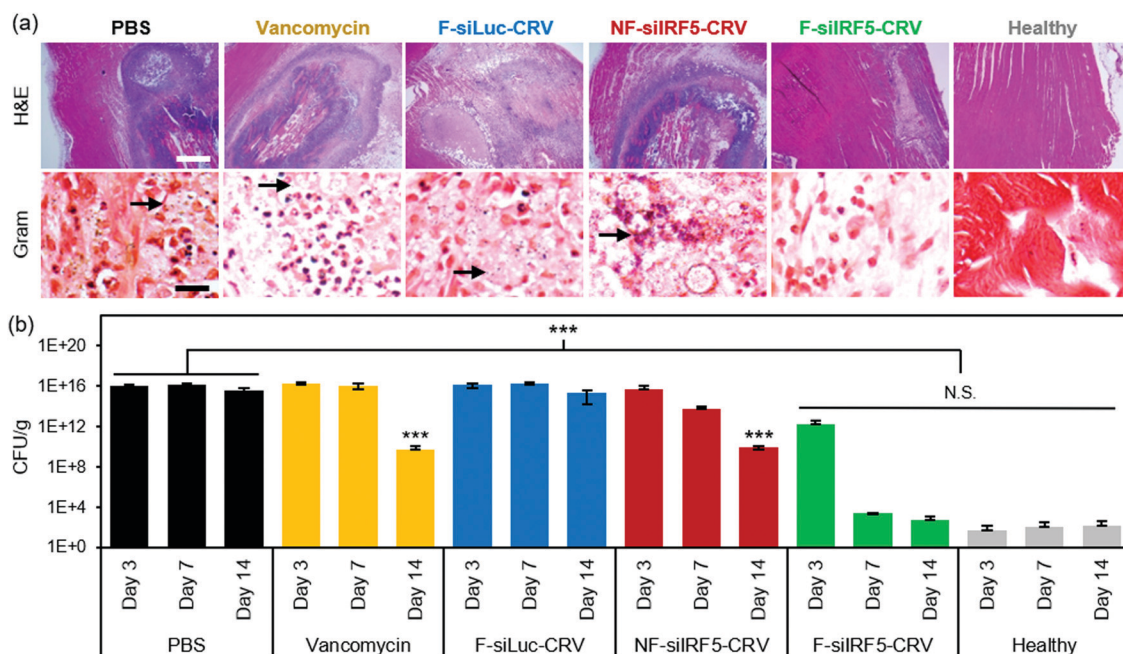 (a)
PBS Vancomycin F-siLuc-CRV NF-siIRF5-CRV F-siIRF5-CRV Healthy
H&E
Gram
(b)
***
1E+20
1E+16
1E+12
1E+8
1E+4
1E+0
CFU/g
***
***
N.S.
Day 3 Day 7 Day 14 Day 3 Day 7 Day 14 Day 3 Day 7 Day 14 Day 3 Day 7 Day 14 Day 3 Day 7 Day 14 Day 3 Day 7 Day 14
PBS Vancomycin F-siLuc-CRV NF-siIRF5-CRV F-siIRF5-CRV Healthy